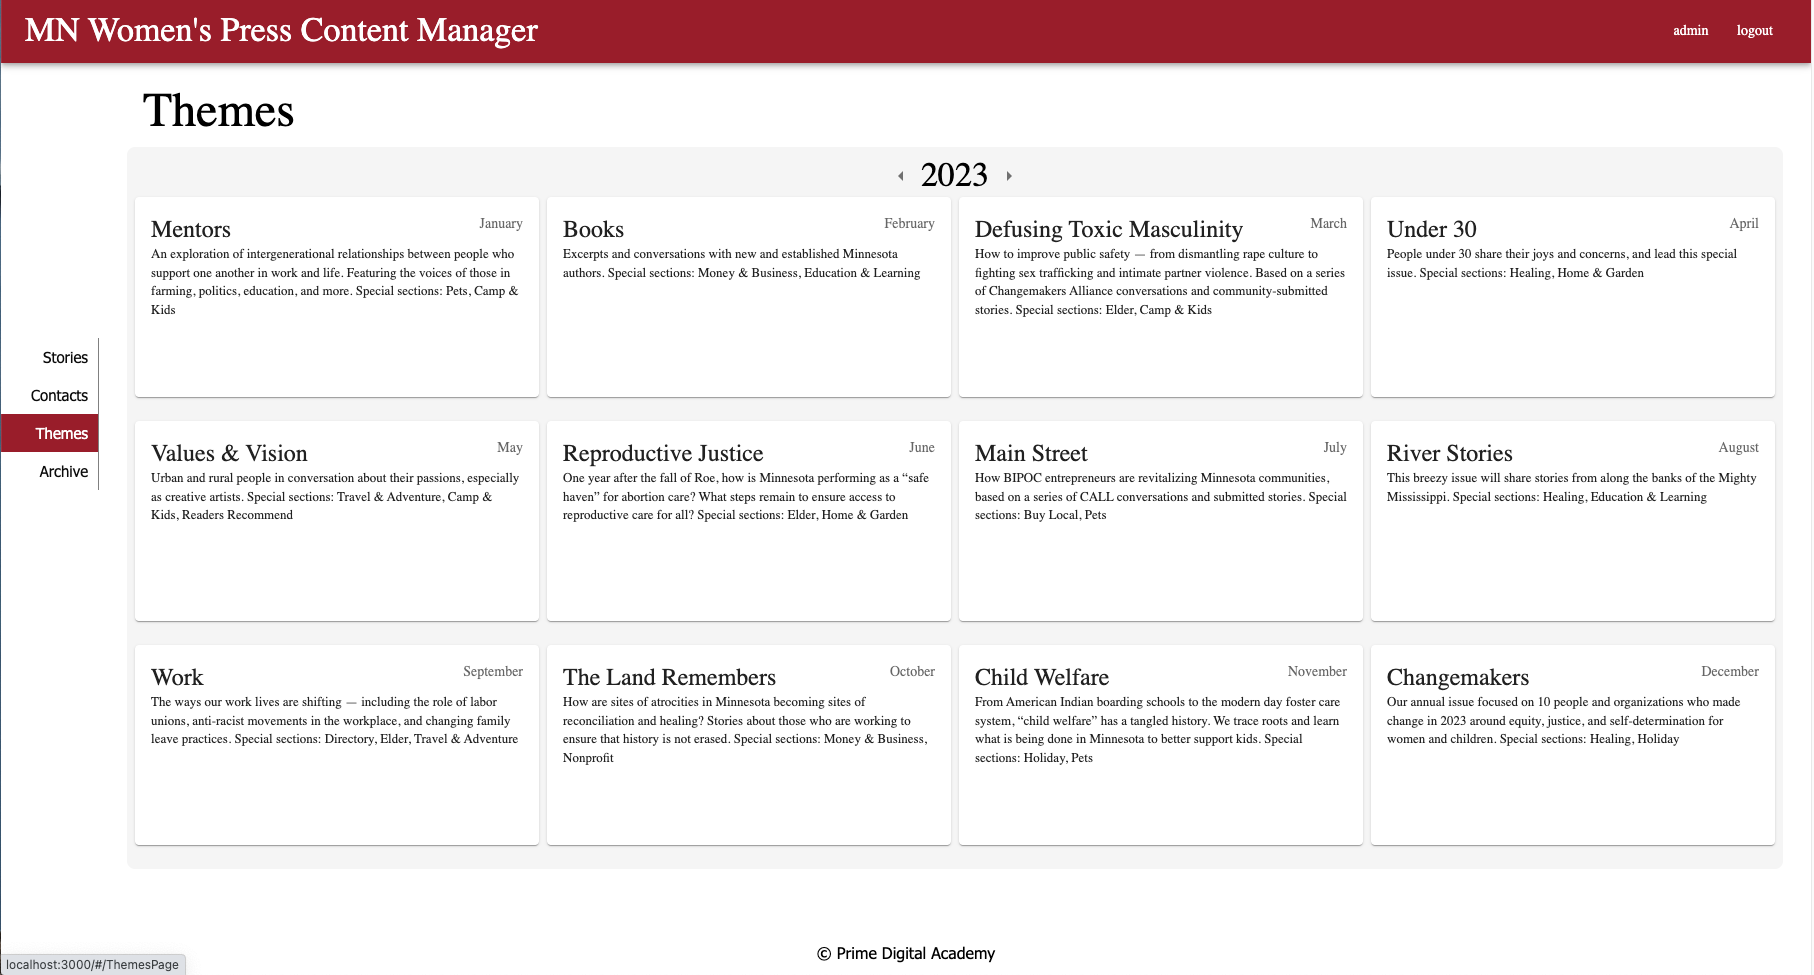 MN Women's Press Content Manager
admin
logout
Themes
2023
Mentors
January
An exploration of intergenerational relationships between people who
support one another in work and life. Featuring the voices of those in
farming, politics, education, and more. Special sections: Pets, Camp &
Kids
Books
February
Excerpts and conversations with new and established Minnesota
authors. Special sections: Money & Business, Education & Learning
Defusing Toxic Masculinity
March
How to improve public safety — from dismantling rape culture to
fighting sex trafficking and intimate partner violence. Based on a series
of Changemakers Alliance conversations and community-submitted
stories. Special sections: Elder, Camp & Kids
Under 30
April
People under 30 share their joys and concerns, and lead this special
issue. Special sections: Healing, Home & Garden
Stories
Contacts
Themes
Archive
Values & Vision
May
Urban and rural people in conversation about their passions, especially
as creative artists. Special sections: Travel & Adventure, Camp &
Kids, Readers Recommend
Reproductive Justice
June
One year after the fall of Roe, how is Minnesota performing as a “safe
haven” for abortion care? What steps remain to ensure access to
reproductive care for all? Special sections: Elder, Home & Garden
Main Street
July
How BIPOC entrepreneurs are revitalizing Minnesota communities,
based on a series of CALL conversations and submitted stories. Special
sections: Buy Local, Pets
River Stories
August
This breezy issue will share stories from along the banks of the Mighty
Mississippi. Special sections: Healing, Education & Learning
Work
September
The ways our work lives are shifting — including the role of labor
unions, anti-racist movements in the workplace, and changing family
leave practices. Special sections: Directory, Elder, Travel & Adventure
The Land Remembers
October
How are sites of atrocities in Minnesota becoming sites of
reconciliation and healing? Stories about those who are working to
ensure that history is not erased. Special sections: Money & Business,
Nonprofit
Child Welfare
November
From American Indian boarding schools to the modern day foster care
system, “child welfare” has a tangled history. We trace roots and learn
what is being done in Minnesota to better support kids. Special
sections: Holiday, Pets
Changemakers
December
Our annual issue focused on 10 people and organizations who made
change in 2023 around equity, justice, and self-determination for
women and children. Special sections: Healing, Holiday
© Prime Digital Academy
localhost:3000/#/ThemesPage